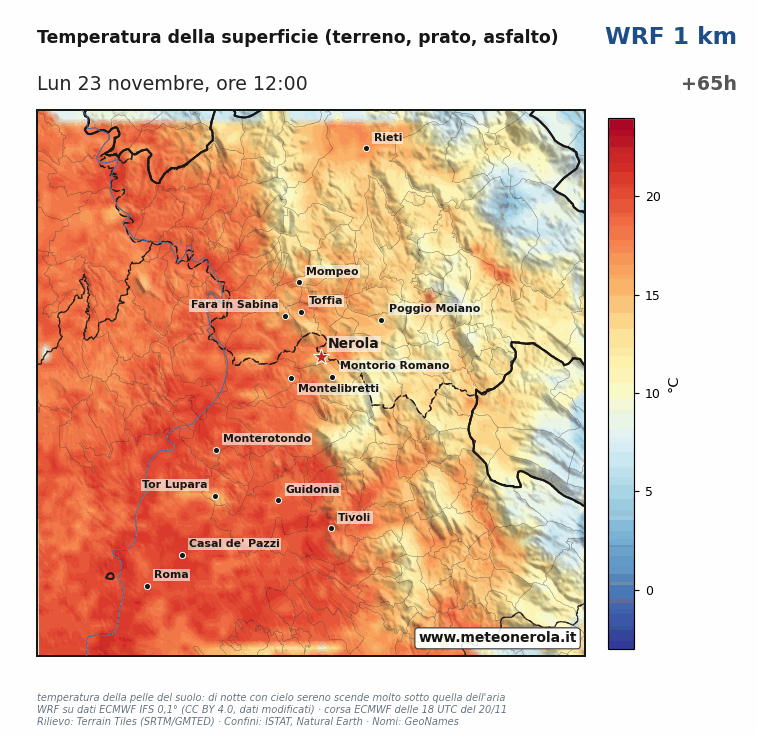 Temperatura della superficie (terreno, prato, asfalto)
WRF 1 km
Lun 23 novembre, ore 12:00
+65h
Rieti
Mompeo
Fara in Sabina
Toffia
Poggio Moiano
Nerola
Montorio Romano
Montelibretti
Monterotondo
Tor Lupara
Guidonia
Tivoli
Casal de' Pazzi
Roma
www.meteonerola.it
20
15
10
5
0
°C
temperatura della pelle del suolo: di notte con cielo sereno scende molto sotto quella dell'aria
WRF su dati ECMWF IFS 0,1° (CC BY 4.0, dati modificati) · corsa ECMWF delle 18 UTC del 20/11
Rilievo: Terrain Tiles (SRTM/GMTED) · Confini: ISTAT, Natural Earth · Nomi: GeoNames